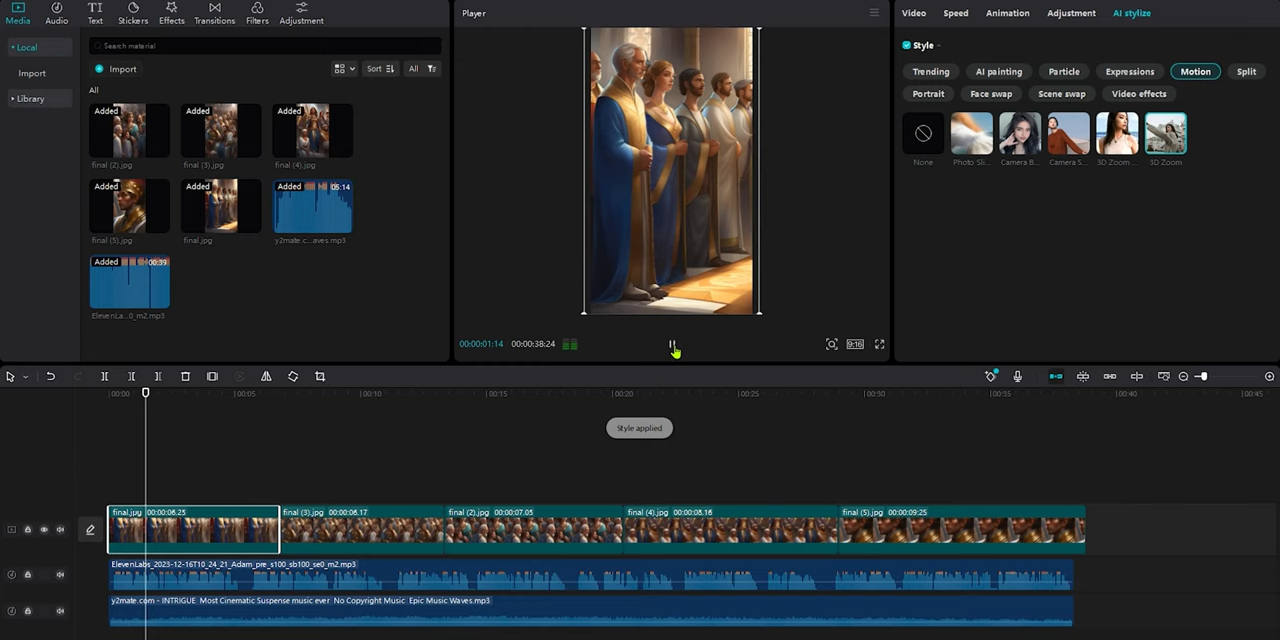 Media Audio Text Stickers Effects Transitions Filters Adjustment
Local
Import
Library
Search material
Import
Sort
All
All
Added
final (2).jpg
Added
final (3).jpg
Added
final (4).jpg
Added
final (5).jpg
Added
final.jpg
Added 05:14
y2mate.c...aves.mp3
Added 00:39
ElevenLa...0_m2.mp3
Player
00:00:01:14 00:00:38:24
9:16
Video Speed Animation Adjustment AI stylize
Style
Trending AI painting Particle Expressions Motion Split
Portrait Face swap Scene swap Video effects
None Photo Sli... Camera B... Camera S... 3D Zoom ... 3D Zoom
00:00 00:05 00:10 00:15 00:20 00:25 00:30 00:35 00:40 00:45
Style applied
final.jpg 00:00:06:25
final (3).jpg 00:00:06:17
final (2).jpg 00:00:07:05
final (4).jpg 00:00:08:16
final (5).jpg 00:00:09:25
ElevenLabs_2023-12-16T10_24_21_Adam_pre_s100_sb100_se0_m2.mp3
y2mate.com - INTRIGUE Most Cinematic Suspense music ever No Copyright Music Epic Music Waves.mp3